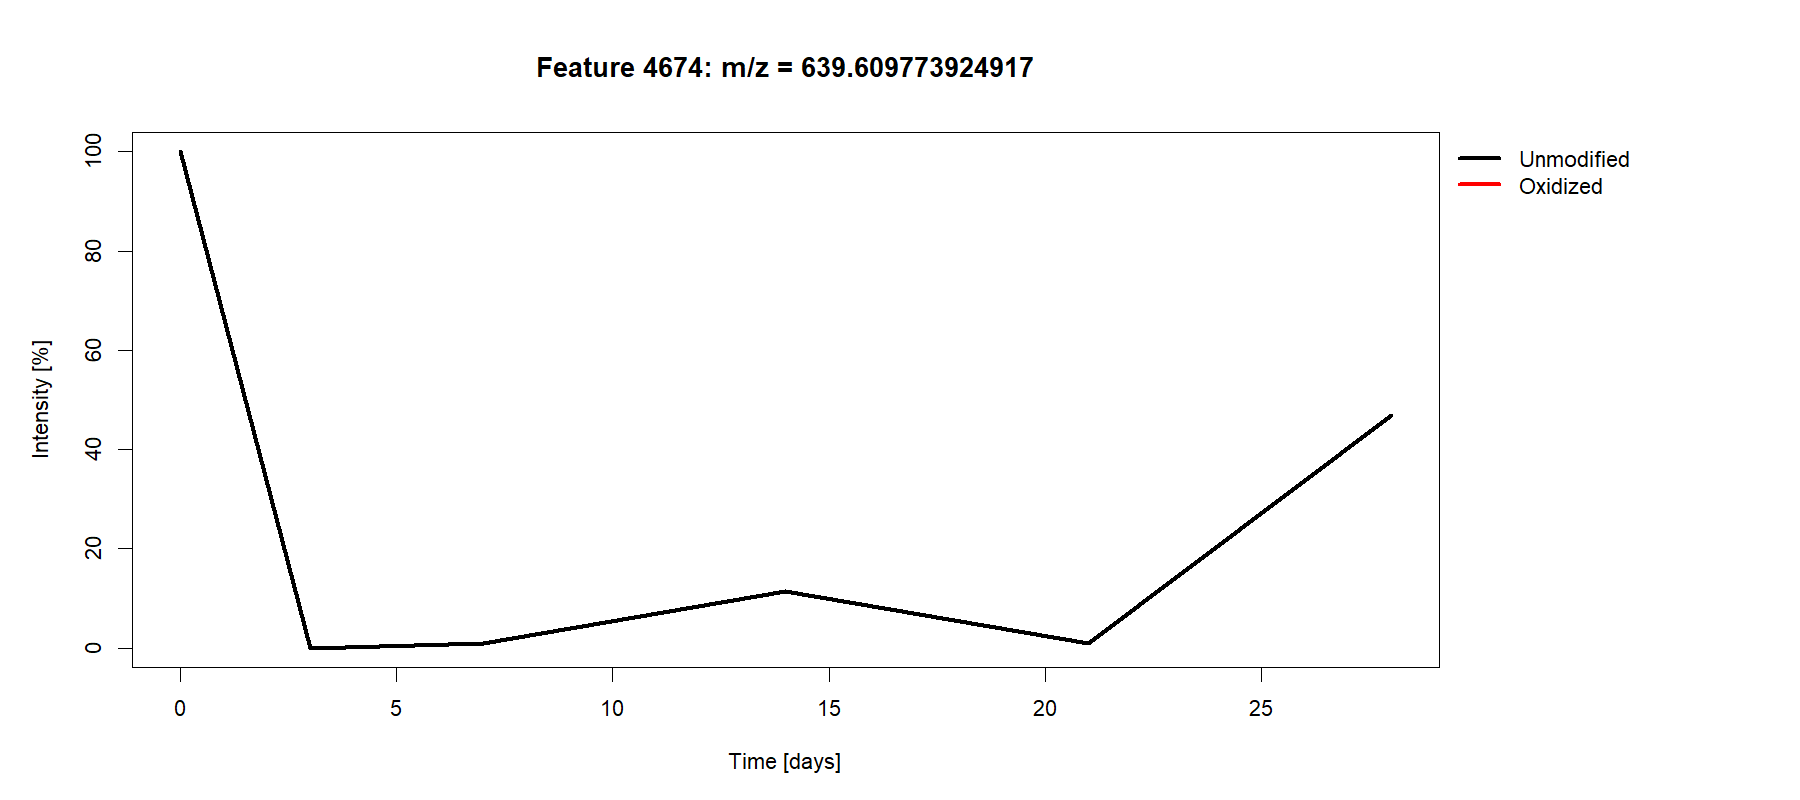 Feature 4674: m/z = 639.609773924917
Unmodified
Oxidized
Intensity [%]
100
80
60
40
20
0
0 5 10 15 20 25
Time [days]